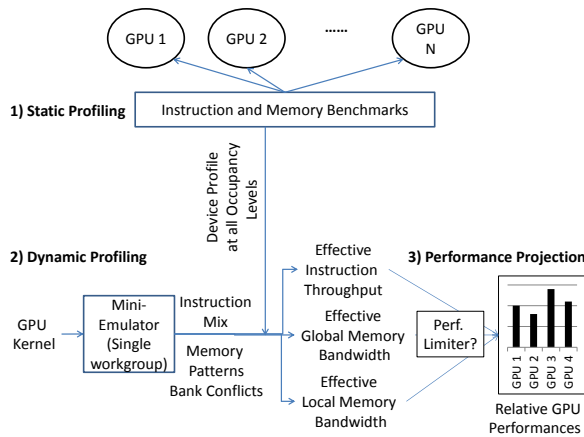 GPU 1
GPU 2
......
GPU
N
1) Static Profiling
Instruction and Memory Benchmarks
Device Profile
at all Occupancy
Levels
2) Dynamic Profiling
GPU
Kernel
Mini-
Emulator
(Single
workgroup)
Instruction
Mix
Memory
Patterns
Bank Conflicts
Effective
Instruction
Throughput
Effective
Global Memory
Bandwidth
Effective
Local Memory
Bandwidth
3) Performance Projection
Perf.
Limiter?
GPU 1
GPU 2
GPU 3
GPU 4
Relative GPU
Performances